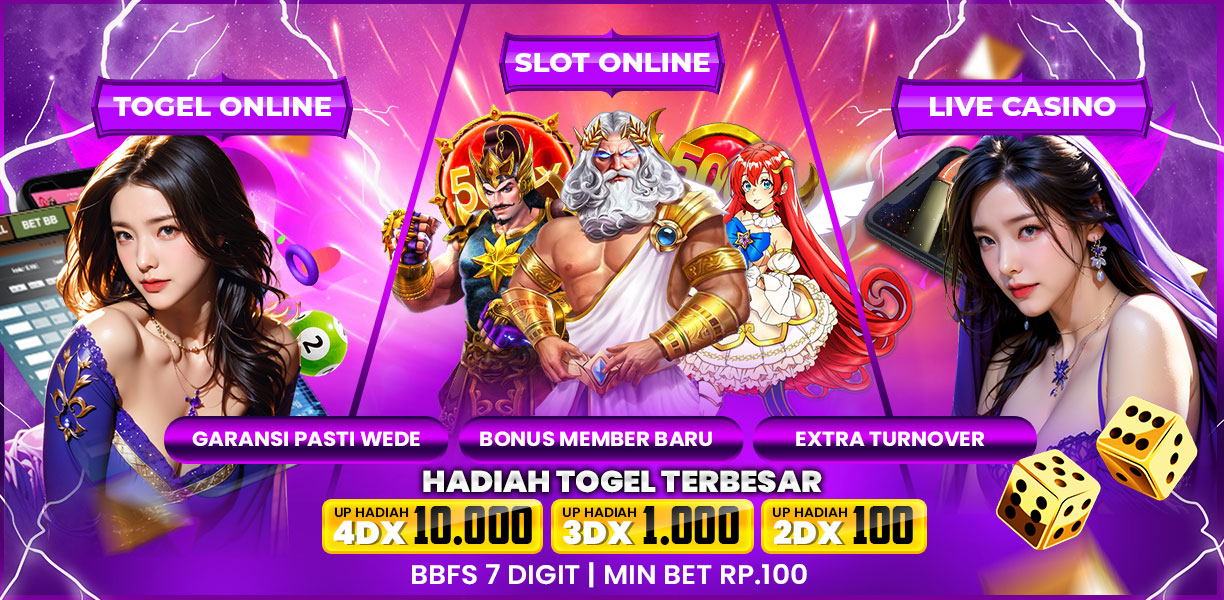 SLOT ONLINE
TOGEL ONLINE
LIVE CASINO
BET BB
2
GARANSI PASTI WEDE
BONUS MEMBER BARU
EXTRA TURNOVER
HADIAH TOGEL TERBESAR
UP HADIAH
4DX 10.000
UP HADIAH
3DX 1.000
UP HADIAH
2DX 100
BBFS 7 DIGIT | MIN BET RP.100